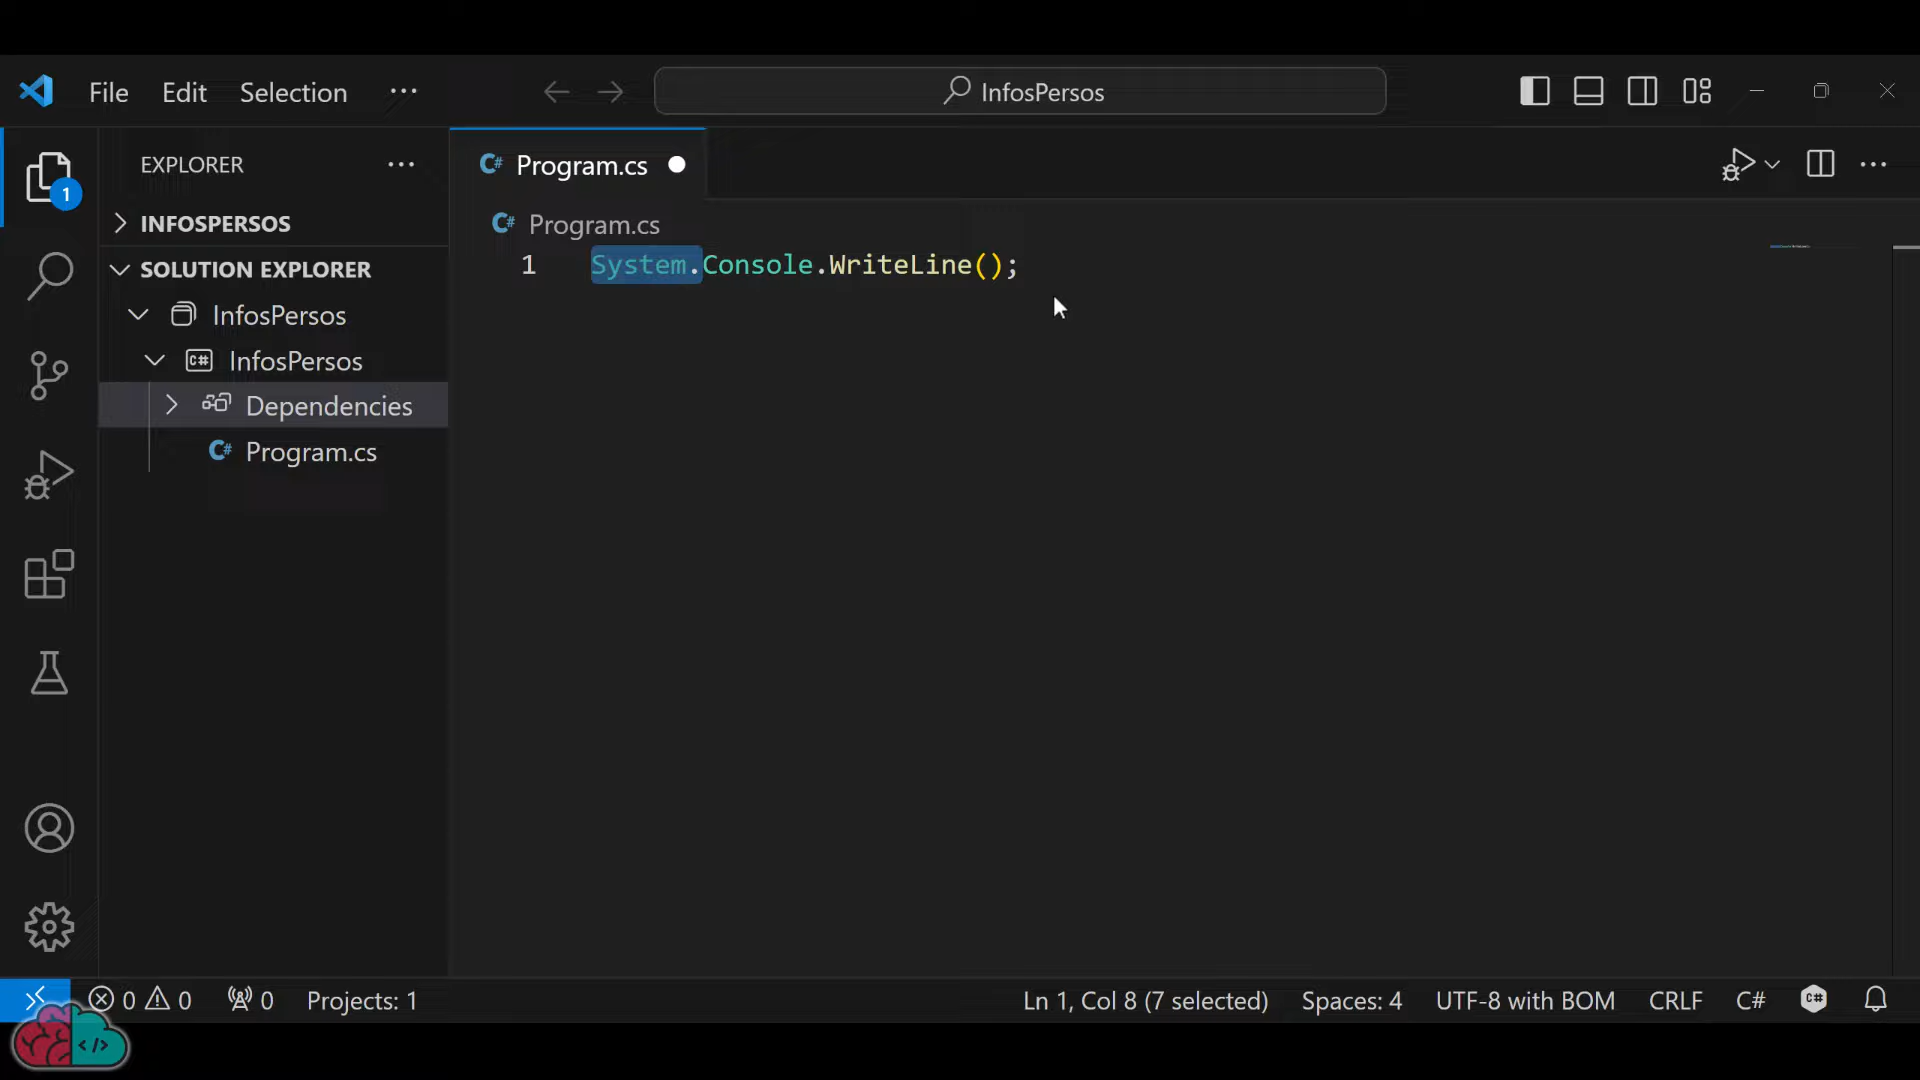 File Edit Selection ··· InfosPersos
EXPLORER ···
INFOSPERSOS
SOLUTION EXPLORER
InfosPersos
C# InfosPersos
Dependencies
C# Program.cs
1
C# Program.cs
C# Program.cs
1 System.Console.WriteLine();
0 0 0 Projects: 1 Ln 1, Col 8 (7 selected) Spaces: 4 UTF-8 with BOM CRLF C# C#
</>